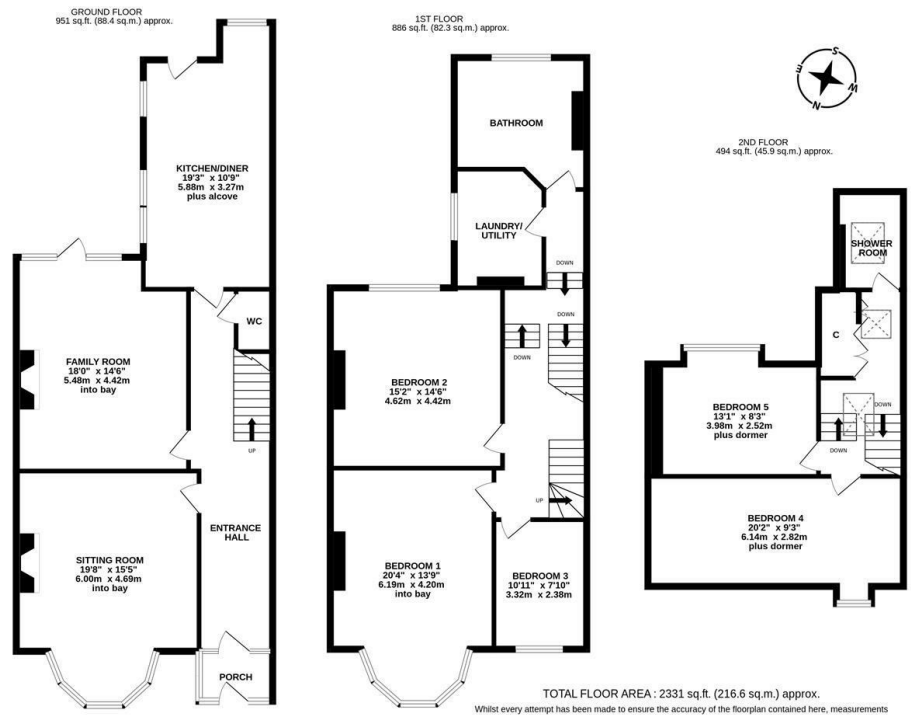 GROUND FLOOR
951 sq.ft. (88.4 sq.m.) approx.
KITCHEN/DINER
19'3" x 10'9"
5.88m x 3.27m
plus alcove
WC
FAMILY ROOM
18'0" x 14'6"
5.48m x 4.42m
into bay
UP
ENTRANCE
HALL
SITTING ROOM
19'8" x 15'5"
6.00m x 4.69m
into bay
PORCH
1ST FLOOR
886 sq.ft. (82.3 sq.m.) approx.
BATHROOM
LAUNDRY/
UTILITY
DOWN
DOWN
DOWN
BEDROOM 2
15'2" x 14'6"
4.62m x 4.42m
UP
BEDROOM 1
20'4" x 13'9"
6.19m x 4.20m
into bay
BEDROOM 3
10'11" x 7'10"
3.32m x 2.38m
S
E
W
N
2ND FLOOR
494 sq.ft. (45.9 sq.m.) approx.
SHOWER
ROOM
C
BEDROOM 5
13'1" x 8'3"
3.98m x 2.52m
plus dormer
DOWN
DOWN
BEDROOM 4
20'2" x 9'3"
6.14m x 2.82m
plus dormer
TOTAL FLOOR AREA : 2331 sq.ft. (216.6 sq.m.) approx.
Whilst every attempt has been made to ensure the accuracy of the floorplan contained here, measurements